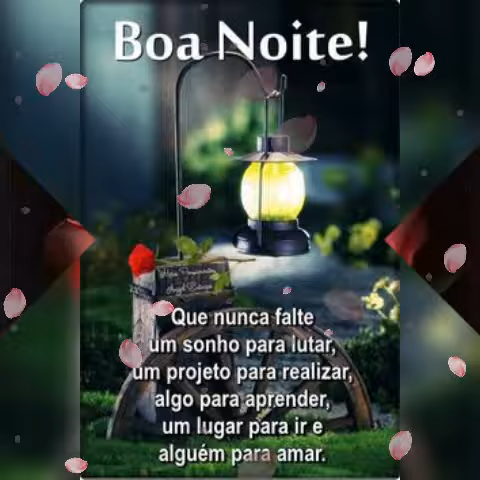 Boa Noite!
Que nunca falte
um sonho para lutar,
um projeto para realizar,
algo para aprender,
um lugar para ir e
alguém para amar.